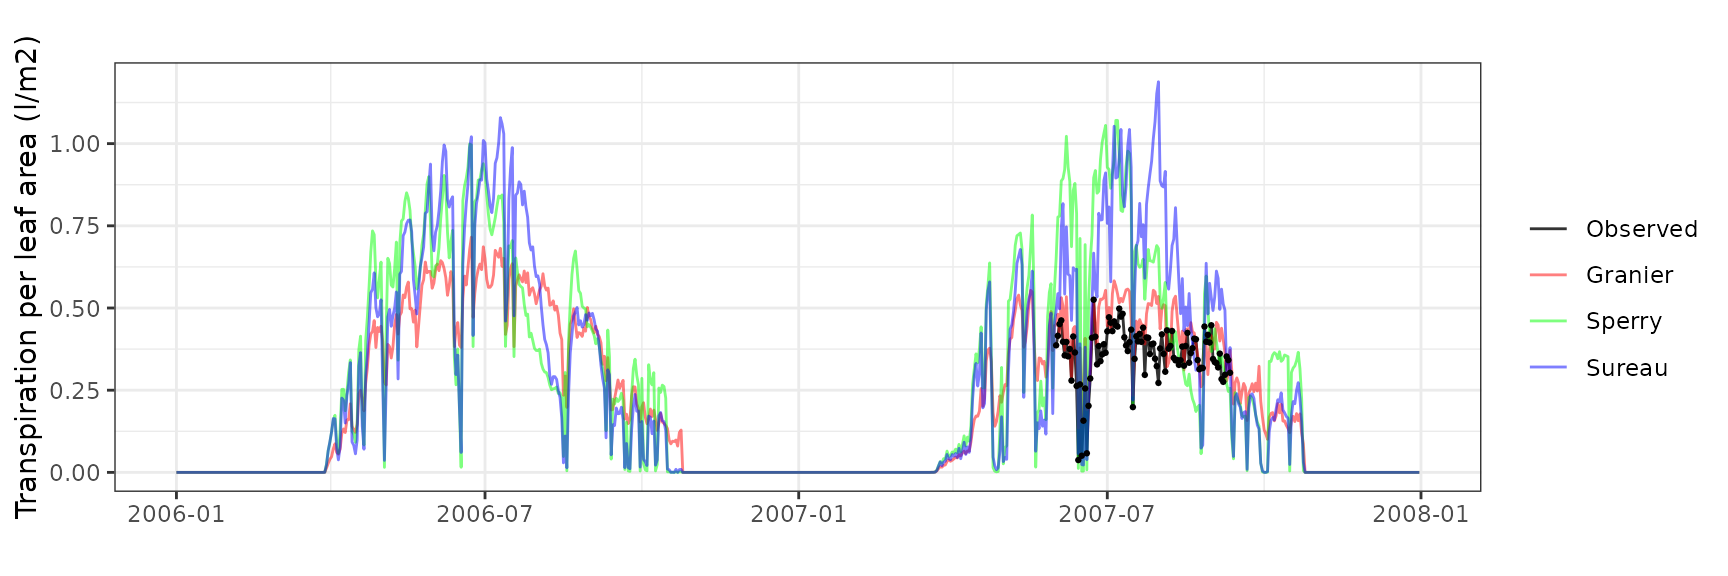 Transpiration per leaf area (l/m2)
1.00
0.75
0.50
0.25
0.00
2006-01
2006-07
2007-01
2007-07
2008-01
Observed
Granier
Sperry
Sureau